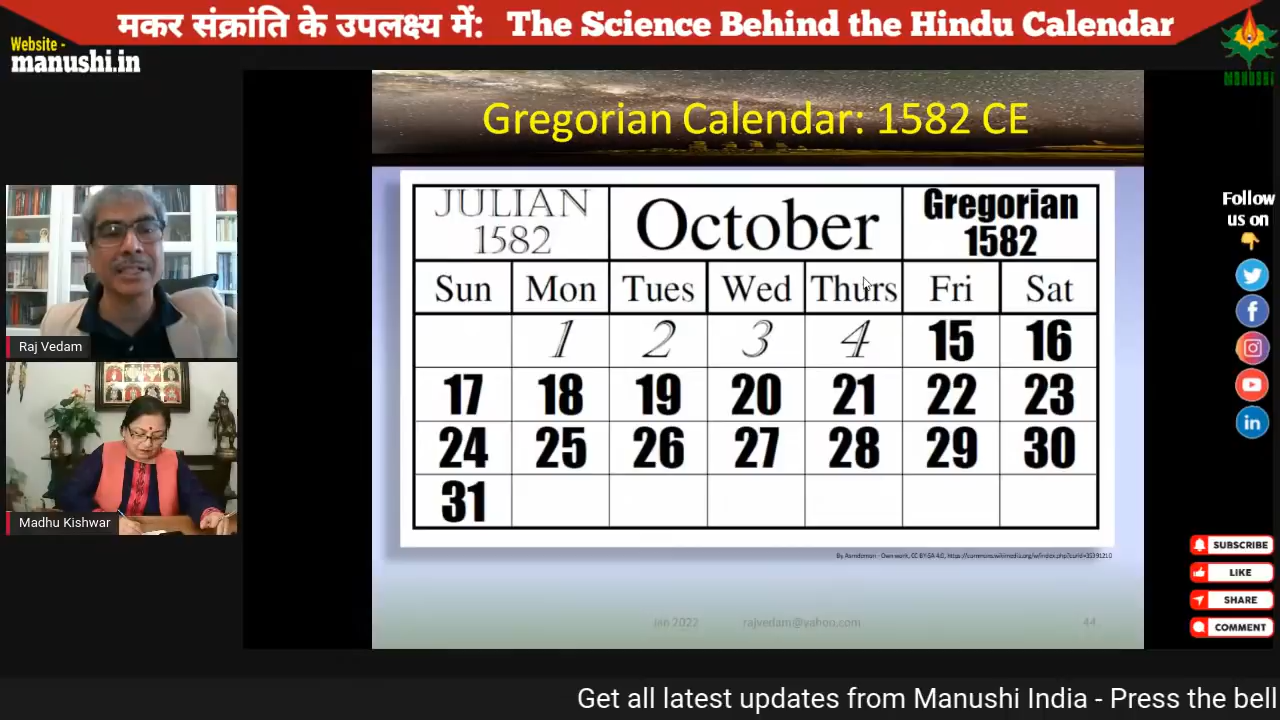 मकर संक्रांति के उपलक्ष्य में: The Science Behind the Hindu Calendar
Website -
manushi.in
MANUSHI
Gregorian Calendar: 1582 CE
JULIAN 1582
October
Gregorian 1582
Sun Mon Tues Wed Thurs Fri Sat
1 2 3 4 15 16
17 18 19 20 21 22 23
24 25 26 27 28 29 30
31
Raj Vedam
Madhu Kishwar
Jan 2022 rajvedam@yahoo.com 44
Follow
us on
SUBSCRIBE
LIKE
SHARE
COMMENT
Get all latest updates from Manushi India - Press the bell